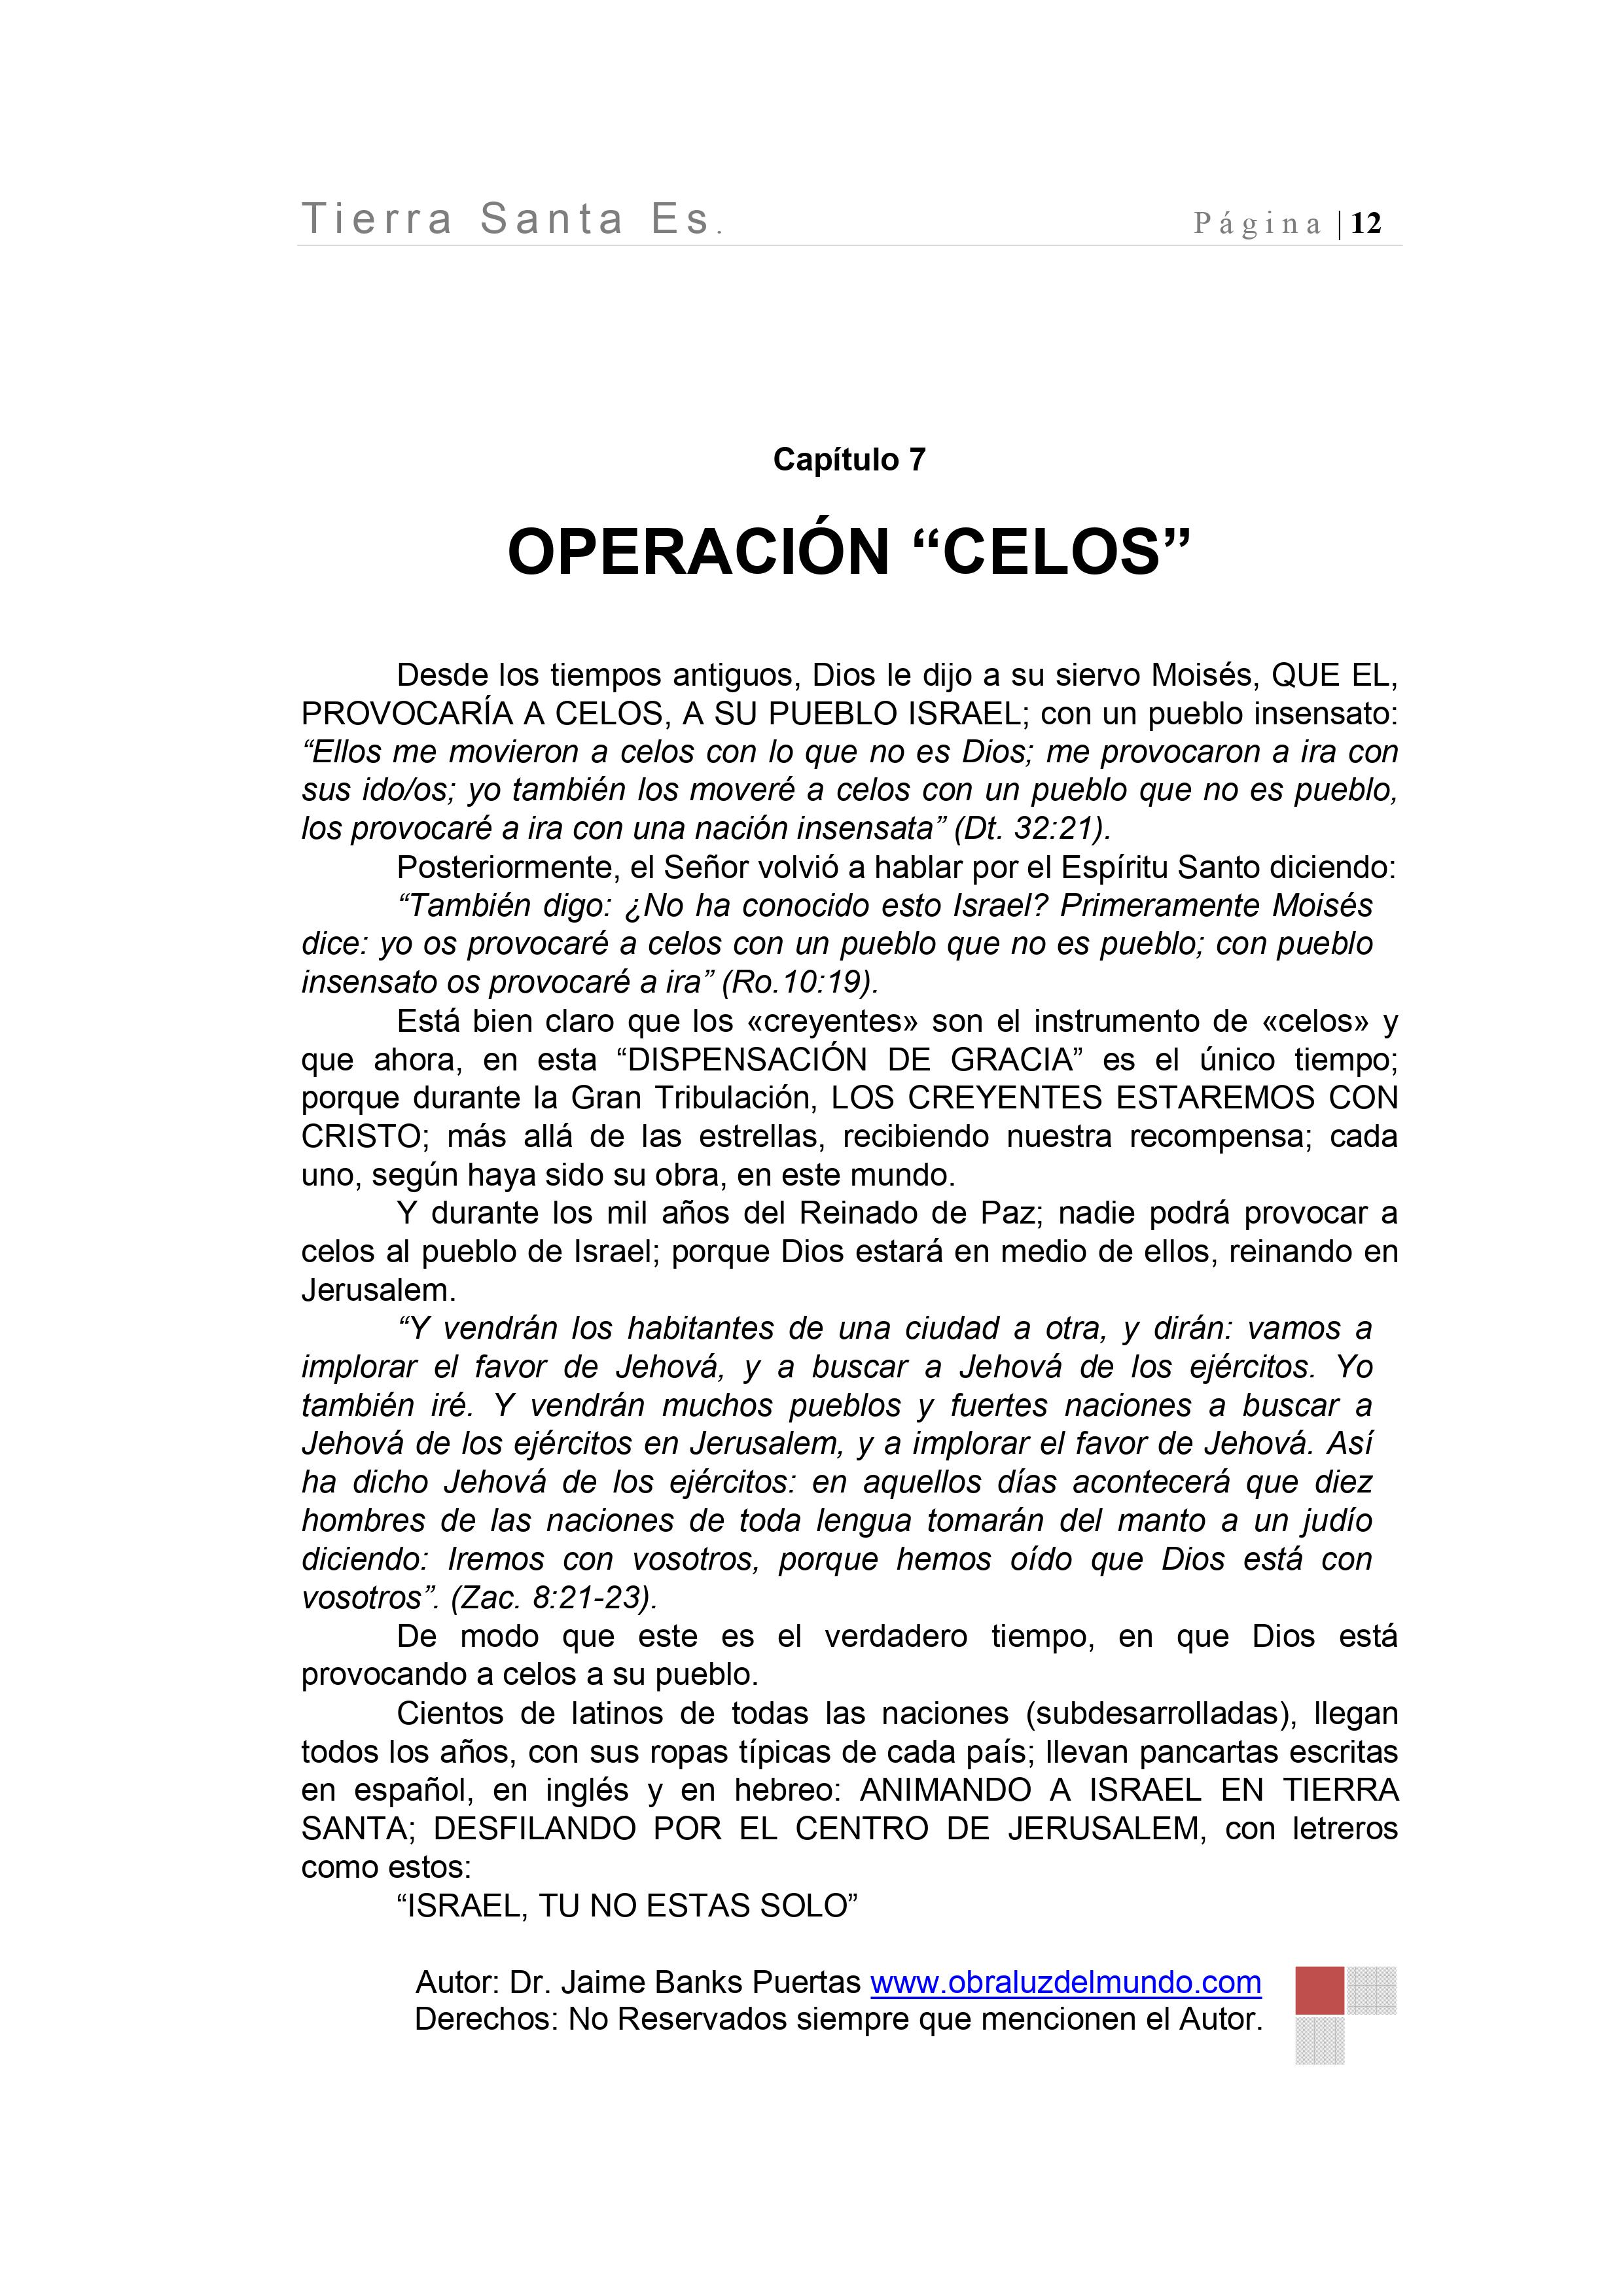 Tierra Santa Es.
Página | 12
Capítulo 7
OPERACIÓN “CELOS”
Desde los tiempos antiguos, Dios le dijo a su siervo Moisés, QUE EL,
PROVOCARÍA A CELOS, A SU PUEBLO ISRAEL; con un pueblo insensato:
“Ellos me movieron a celos con lo que no es Dios; me provocaron a ira con
sus ido/os; yo también los moveré a celos con un pueblo que no es pueblo,
los provocaré a ira con una nación insensata” (Dt. 32:21).
Posteriormente, el Señor volvió a hablar por el Espíritu Santo diciendo:
“También digo: ¿No ha conocido esto Israel? Primeramente Moisés
dice: yo os provocaré a celos con un pueblo que no es pueblo; con pueblo
insensato os provocaré a ira” (Ro.10:19).
Está bien claro que los «creyentes» son el instrumento de «celos» y
que ahora, en esta “DISPENSACIÓN DE GRACIA” es el único tiempo;
porque durante la Gran Tribulación, LOS CREYENTES ESTAREMOS CON
CRISTO; más allá de las estrellas, recibiendo nuestra recompensa; cada
uno, según haya sido su obra, en este mundo.
Y durante los mil años del Reinado de Paz; nadie podrá provocar a
celos al pueblo de Israel; porque Dios estará en medio de ellos, reinando en
Jerusalem.
“Y vendrán los habitantes de una ciudad a otra, y dirán: vamos a
implorar el favor de Jehová, y a buscar a Jehová de los ejércitos. Yo
también iré. Y vendrán muchos pueblos y fuertes naciones a buscar a
Jehová de los ejércitos en Jerusalem, y a implorar el favor de Jehová. Así
ha dicho Jehová de los ejércitos: en aquellos días acontecerá que diez
hombres de las naciones de toda lengua tomarán del manto a un judío
diciendo: Iremos con vosotros, porque hemos oído que Dios está con
vosotros”. (Zac. 8:21-23).
De modo que este es el verdadero tiempo, en que Dios está
provocando a celos a su pueblo.
Cientos de latinos de todas las naciones (subdesarrolladas), llegan
todos los años, con sus ropas típicas de cada país; llevan pancartas escritas
en español, en inglés y en hebreo: ANIMANDO A ISRAEL EN TIERRA
SANTA; DESFILANDO POR EL CENTRO DE JERUSALEM, con letreros
como estos:
“ISRAEL, TU NO ESTAS SOLO”
Autor: Dr. Jaime Banks Puertas www.obraluzdelmundo.com
Derechos: No Reservados siempre que mencionen el Autor.